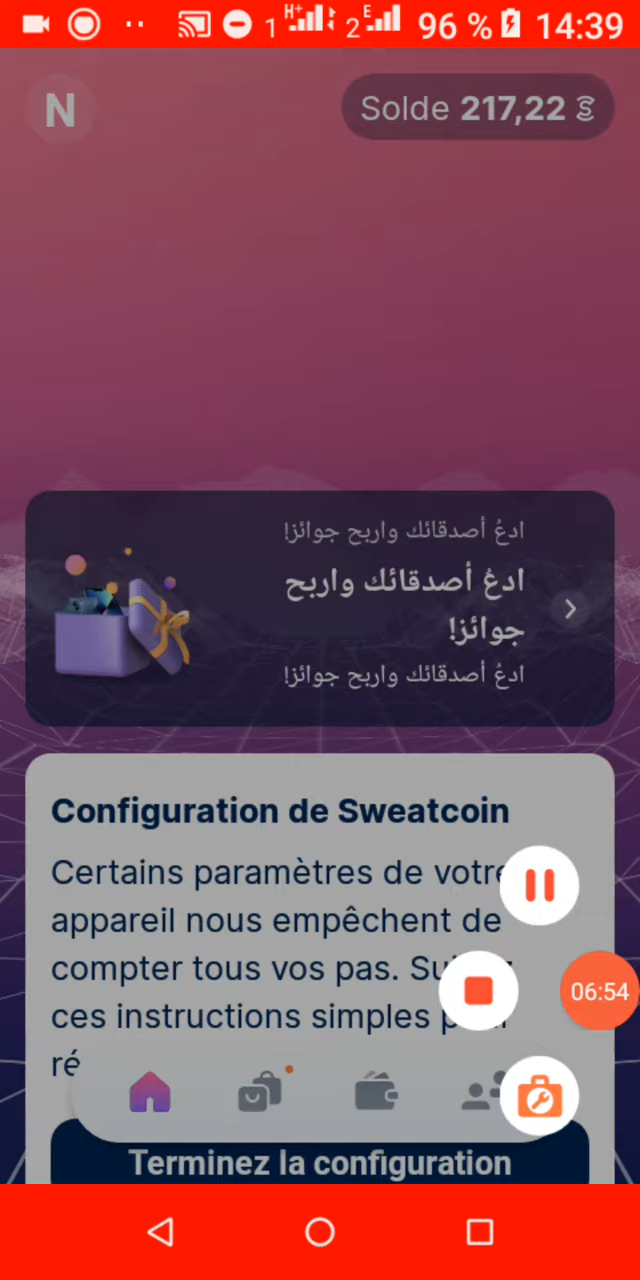 1 H+ 2 E 96 % 14:39
N
Solde 217,22
ادعُ أصدقائك واربح جوائز!
ادعُ أصدقائك واربح
جوائز!
ادعُ أصدقائك واربح جوائز!
Configuration de Sweatcoin
Certains paramètres de votre
appareil nous empêchent de
compter tous vos pas.
ces instructions simples
06:54
Terminez la configuration